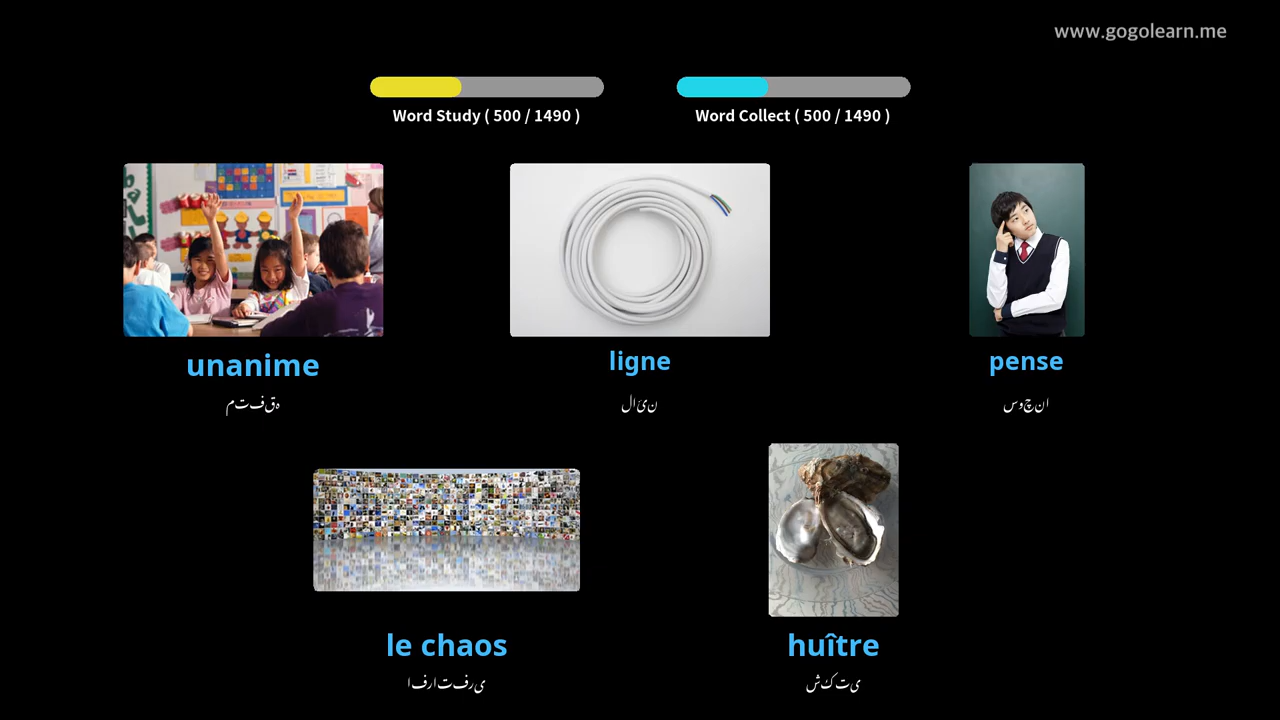 www.gogolearn.me
Word Study ( 500 / 1490 )
Word Collect ( 500 / 1490 )
unanime
متفقہ
ligne
لائن
pense
سوچنا
le chaos
افراتفری
huître
شکتی